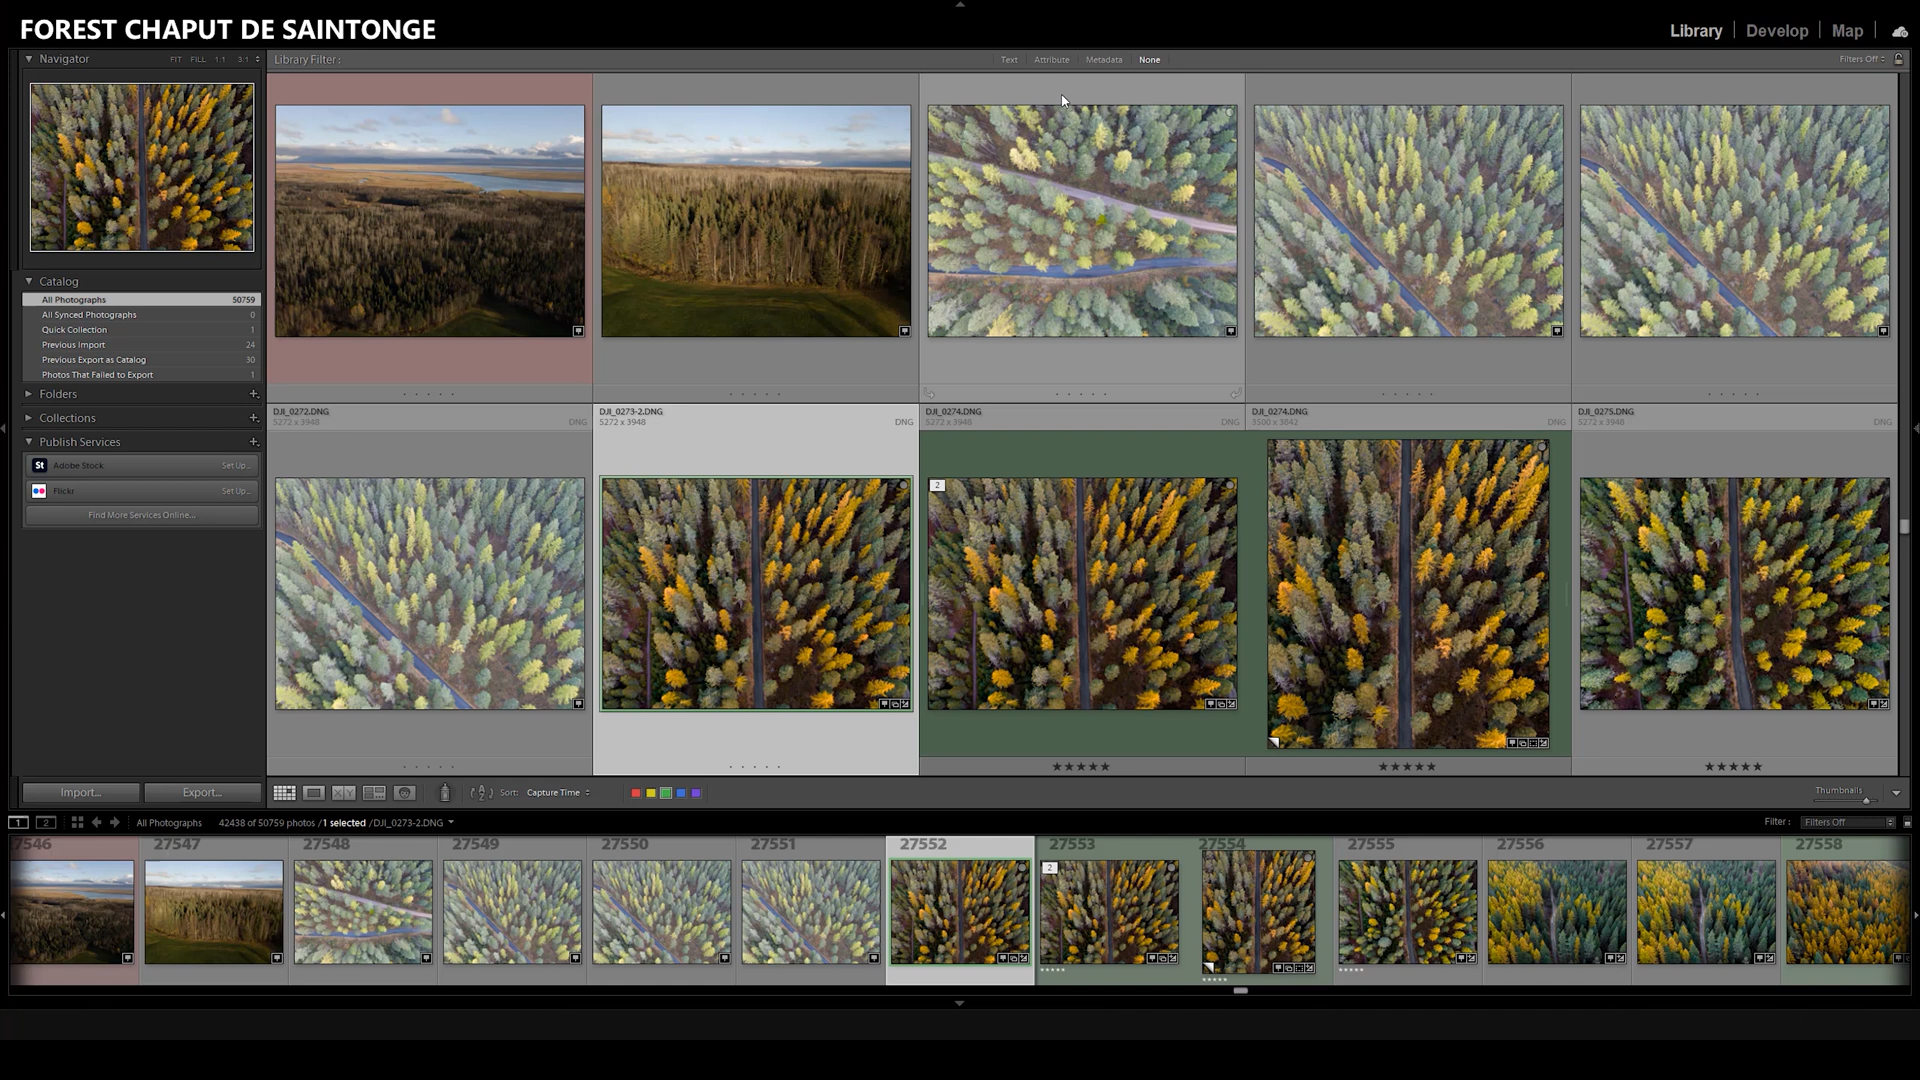 FOREST CHAPUT DE SAINTONGE
Library
Develop
Map
Navigator
FIT
FILL
1:1
3:1
Library Filter :
Text
Attribute
Metadata
None
Filters Off
Catalog
All Photographs 50759
All Synced Photographs 0
Quick Collection 1
Previous Import 24
Previous Export as Catalog 30
Photos That Failed to Export 1
Folders
Collections
Publish Services
St Adobe Stock Set Up...
Flickr Set Up...
Find More Services Online...
DJI_0272.DNG
5272 x 3948 DNG
DJI_0273-2.DNG
5272 x 3948 DNG
DJI_0274.DNG
5272 x 3948 DNG
DJI_0274.DNG
3500 x 3042 DNG
DJI_0275.DNG
5272 x 3948 DNG
2
★★★★★
★★★★★
★★★★★
Import...
Export...
XY
Sort: Capture Time
Thumbnails
1
2
All Photographs
42438 of 50759 photos / 1 selected / DJI_0273-2.DNG
Filter :
Filters Off
27546
27547
27548
27549
27550
27551
27552
27553
27554
27555
27556
27557
27558
2